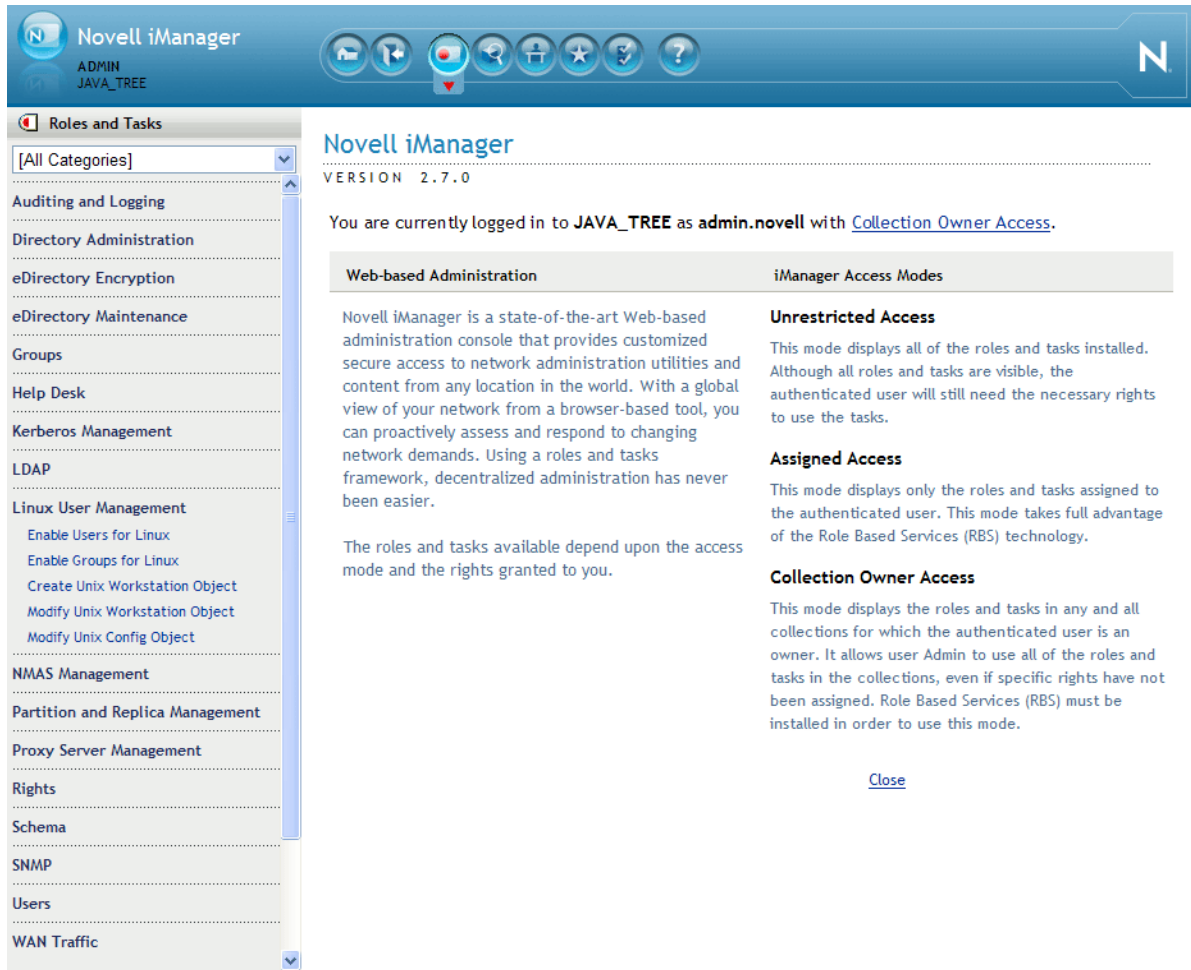 Novell iManager
ADMIN
JAVA_TREE
N
N
?
N
Roles and Tasks
[All Categories]
Auditing and Logging
Directory Administration
eDirectory Encryption
eDirectory Maintenance
Groups
Help Desk
Kerberos Management
LDAP
Linux User Management
Enable Users for Linux
Enable Groups for Linux
Create Unix Workstation Object
Modify Unix Workstation Object
Modify Unix Config Object
NMAS Management
Partition and Replica Management
Proxy Server Management
Rights
Schema
SNMP
Users
WAN Traffic
Novell iManager
VERSION 2.7.0
You are currently logged in to JAVA_TREE as admin.novell with Collection Owner Access.
Web-based Administration
Novell iManager is a state-of-the-art Web-based
administration console that provides customized
secure access to network administration utilities and
content from any location in the world. With a global
view of your network from a browser-based tool, you
can proactively assess and respond to changing
network demands. Using a roles and tasks
framework, decentralized administration has never
been easier.
The roles and tasks available depend upon the access
mode and the rights granted to you.
iManager Access Modes
Unrestricted Access
This mode displays all of the roles and tasks installed.
Although all roles and tasks are visible, the
authenticated user will still need the necessary rights
to use the tasks.
Assigned Access
This mode displays only the roles and tasks assigned to
the authenticated user. This mode takes full advantage
of the Role Based Services (RBS) technology.
Collection Owner Access
This mode displays the roles and tasks in any and all
collections for which the authenticated user is an
owner. It allows user Admin to use all of the roles and
tasks in the collections, even if specific rights have not
been assigned. Role Based Services (RBS) must be
installed in order to use this mode.
Close